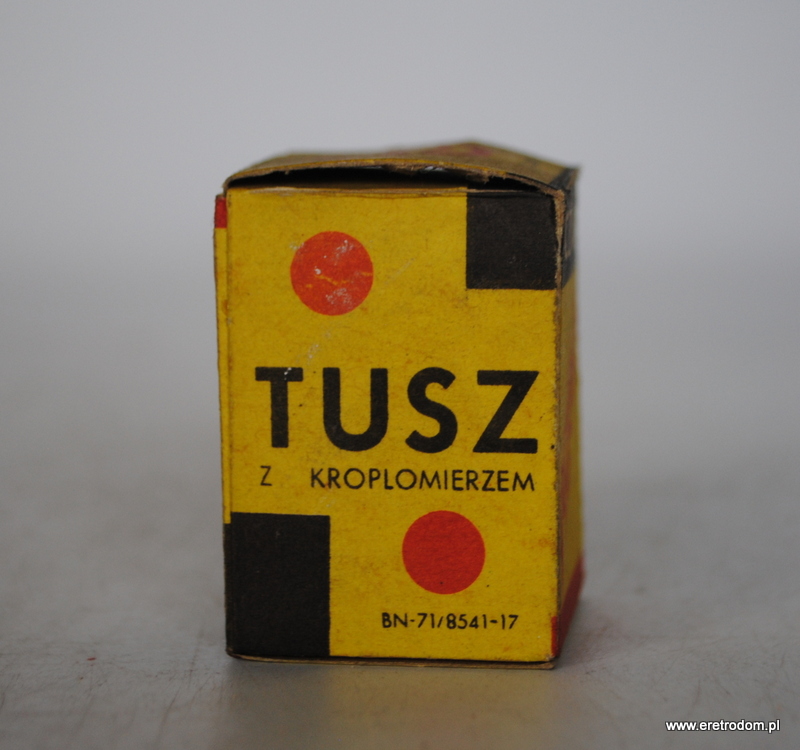 TUSZ
Z KROPLOMIERZEM
BN-71/8541-17
www.eretrodom.pl